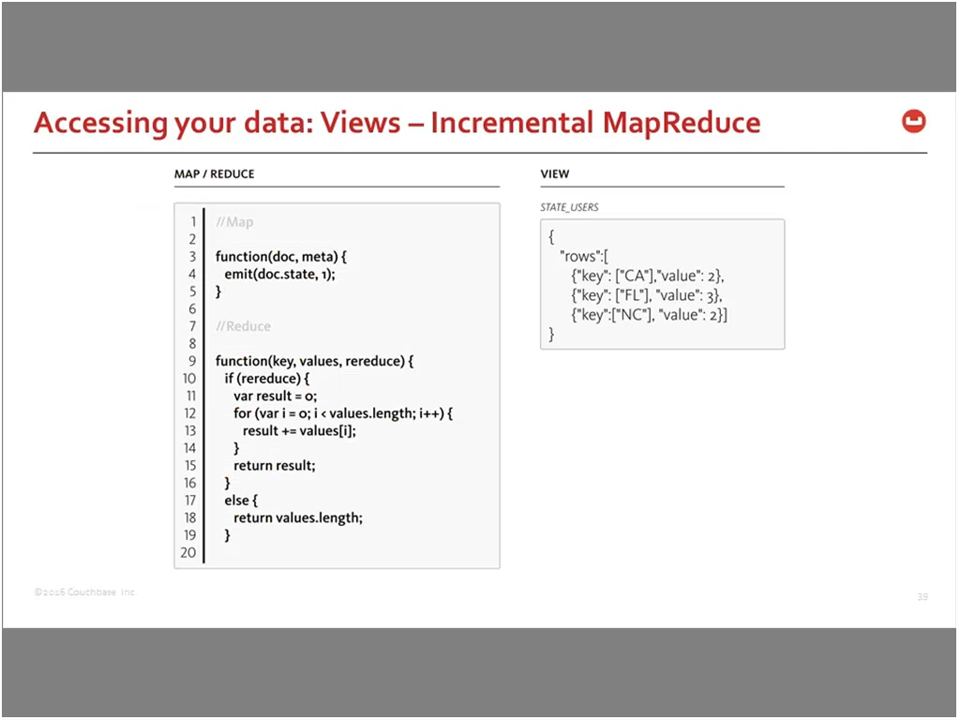 Accessing your data: Views – Incremental MapReduce
MAP / REDUCE
1 //Map
2
3 function(doc, meta) {
4 emit(doc.state, 1);
5 }
6
7 //Reduce
8
9 function(key, values, rereduce) {
10 if (rereduce) {
11 var result = 0;
12 for (var i = 0; i < values.length; i++) {
13 result += values[i];
14 }
15 return result;
16 }
17 else {
18 return values.length;
19 }
20
VIEW
STATE_USERS
{
"rows":[
{"key": ["CA"],"value": 2},
{"key": ["FL"], "value": 3},
{"key":["NC"], "value": 2}]
}
©2016 Couchbase Inc
39